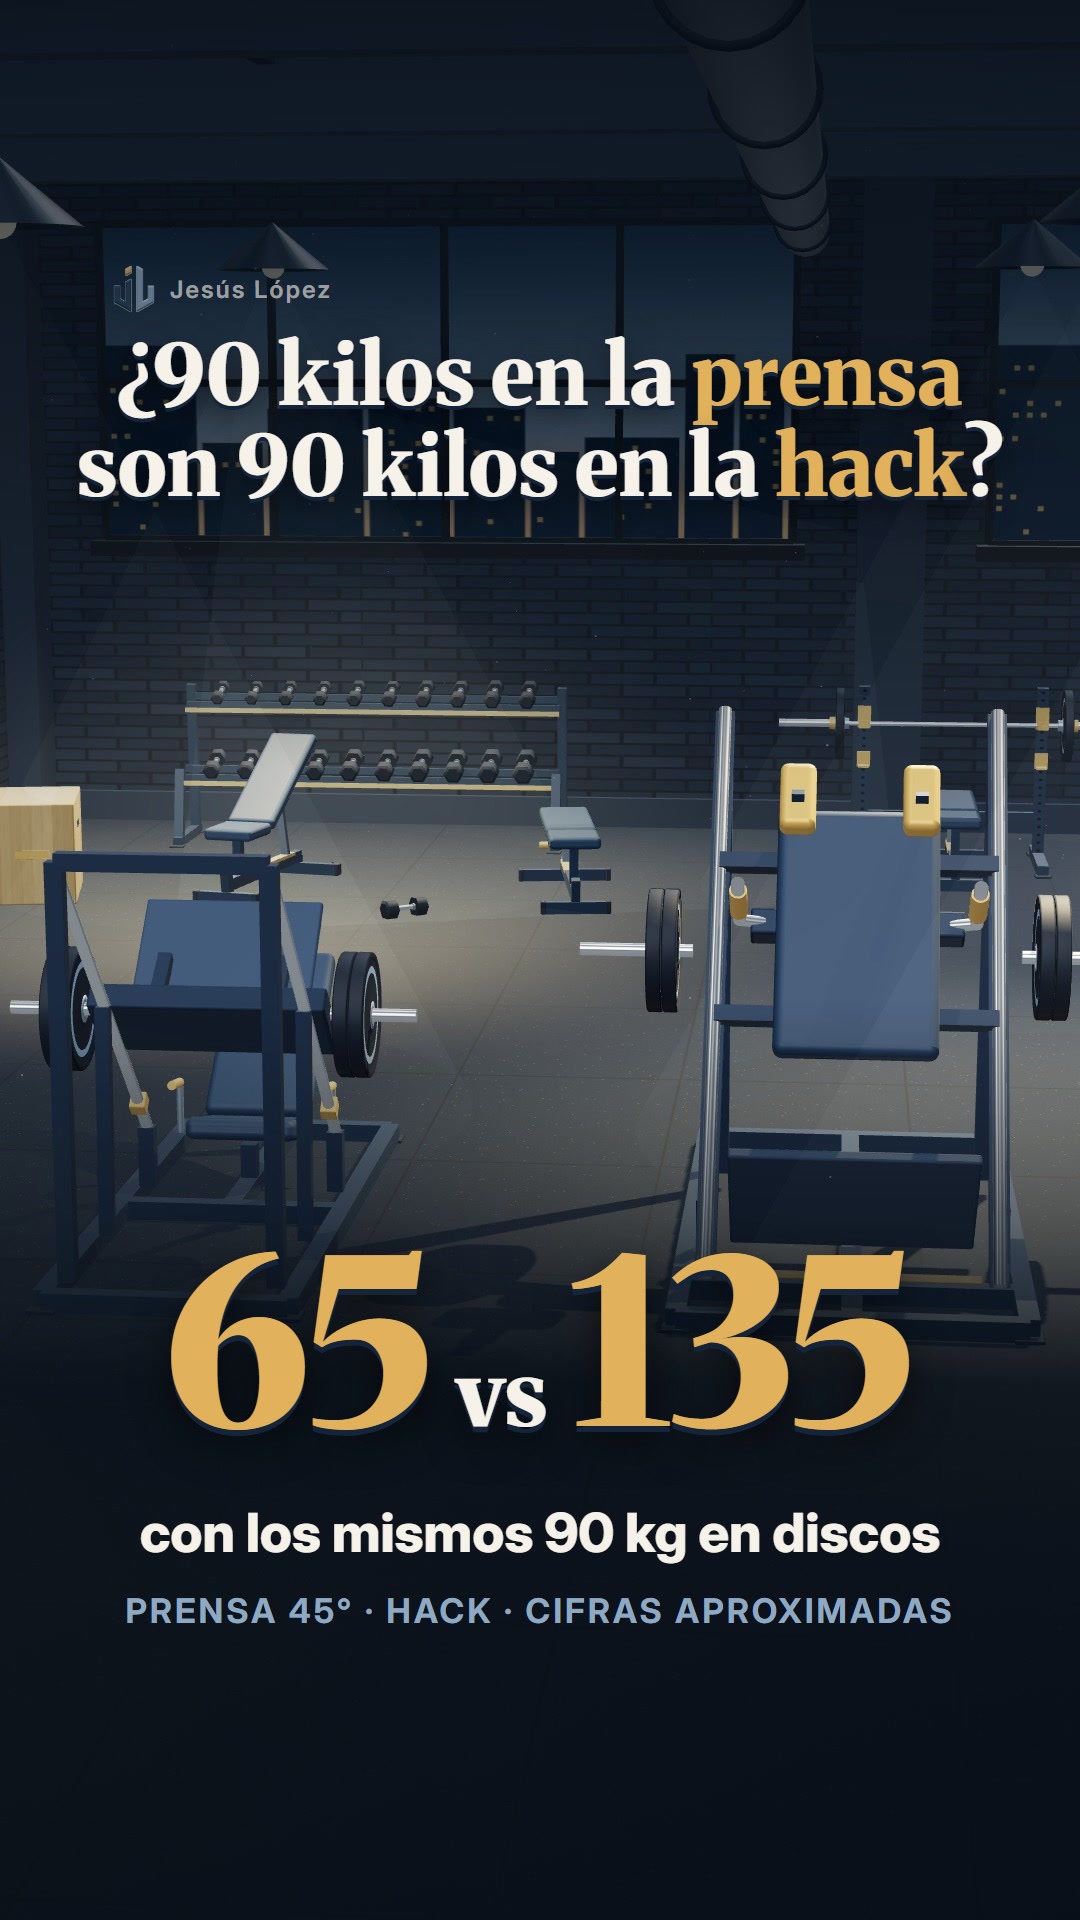 Jesús López
¿90 kilos en la prensa
son 90 kilos en la hack?
65 vs 135
con los mismos 90 kg en discos
PRENSA 45° · HACK · CIFRAS APROXIMADAS